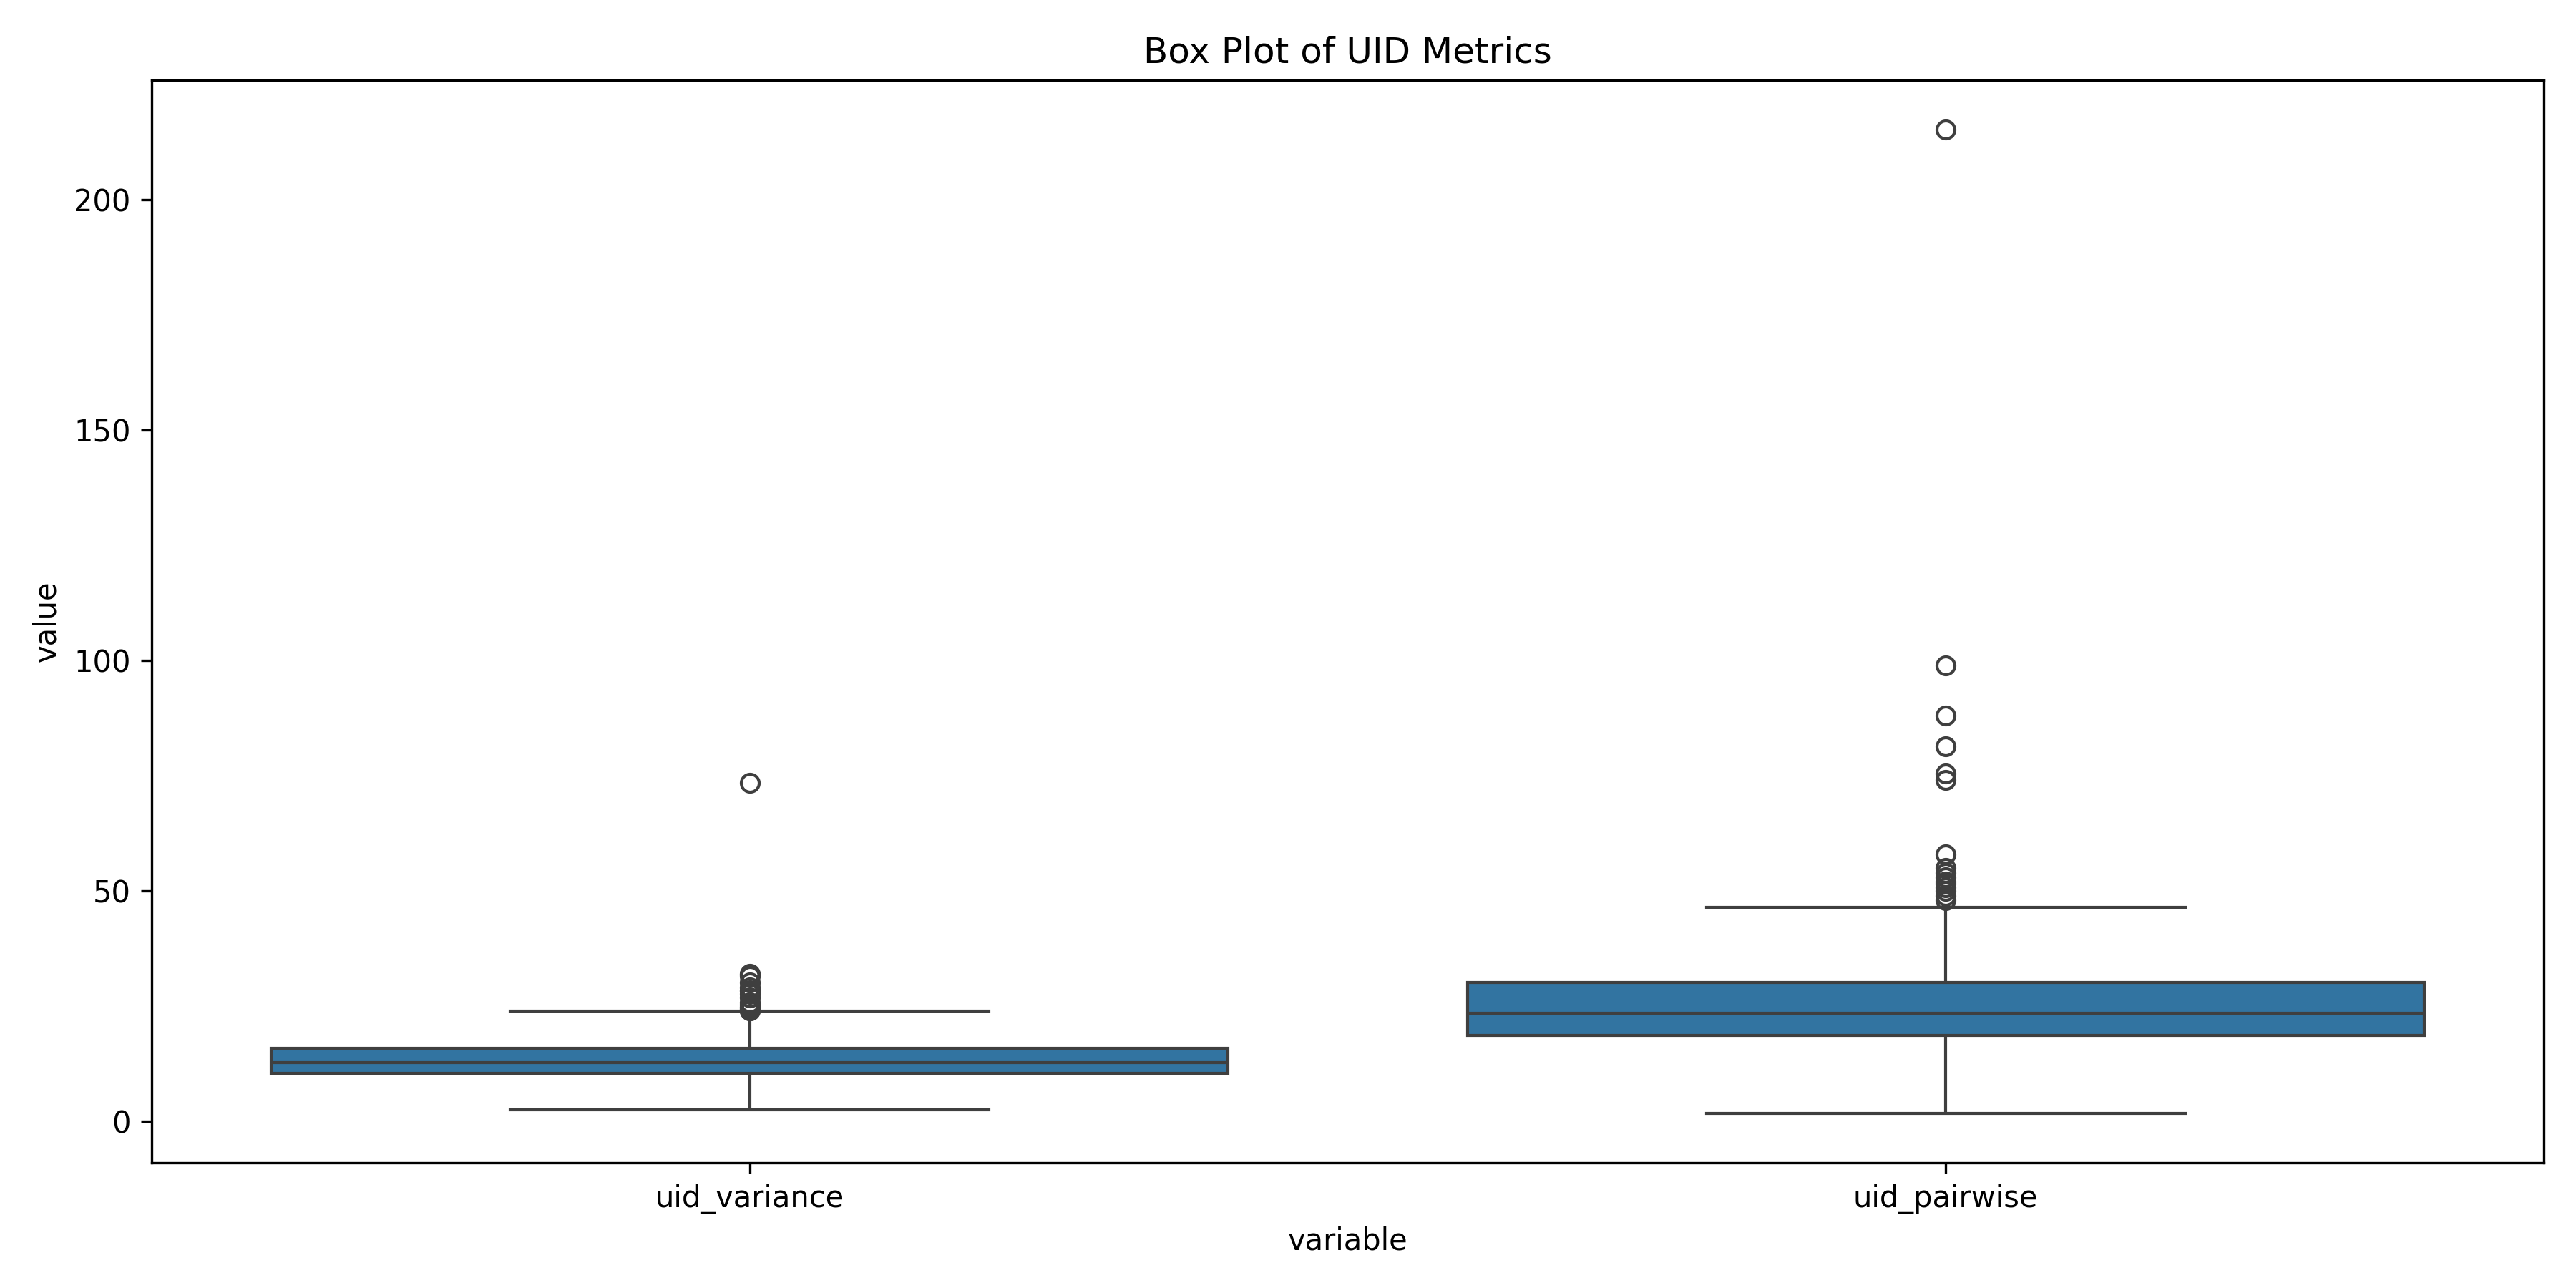 Box Plot of UID Metrics
200
150
100
50
0
value
uid_variance
uid_pairwise
variable